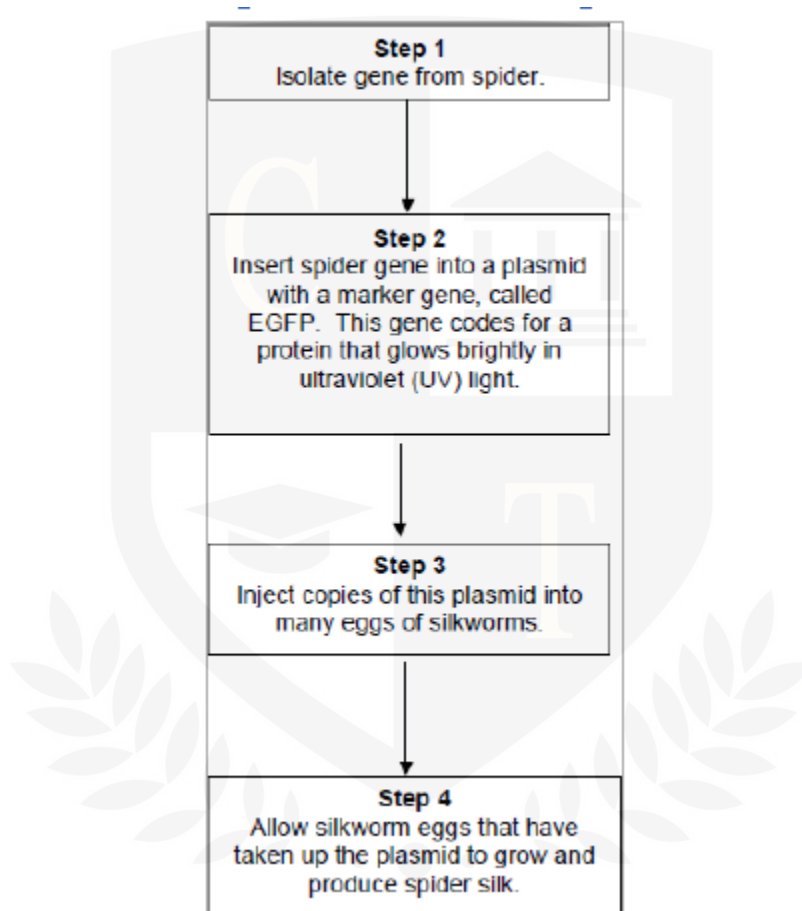 Step 1
Isolate gene from spider.
Step 2
Insert spider gene into a plasmid
with a marker gene, called
EGFP. This gene codes for a
protein that glows brightly in
ultraviolet (UV) light.
Step 3
Inject copies of this plasmid into
many eggs of silkworms.
Step 4
Allow silkworm eggs that have
taken up the plasmid to grow and
produce spider silk.
C
T